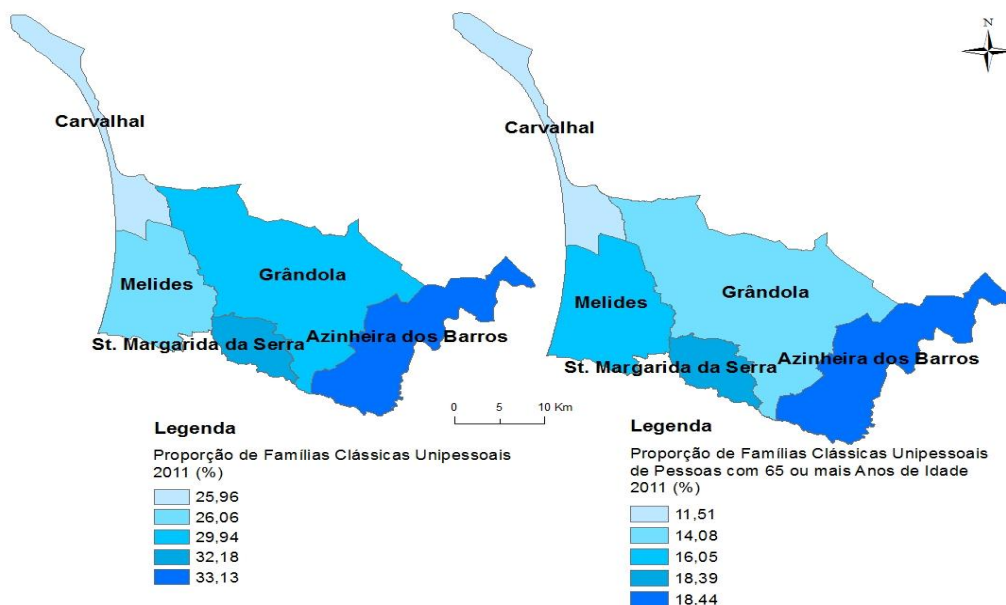 N
Carvalhal
Melides
Grândola
St. Margarida da Serra
Azinheira dos Barros
0 5 10 Km
Legenda
Proporção de Famílias Clássicas Unipessoais
2011 (%)
25,96
26,06
29,94
32,18
33,13
Carvalhal
Melides
Grândola
St. Margarida da Serra
Azinheira dos Barros
Legenda
Proporção de Famílias Clássicas Unipessoais
de Pessoas com 65 ou mais Anos de Idade
2011 (%)
11,51
14,08
16,05
18,39
18,44